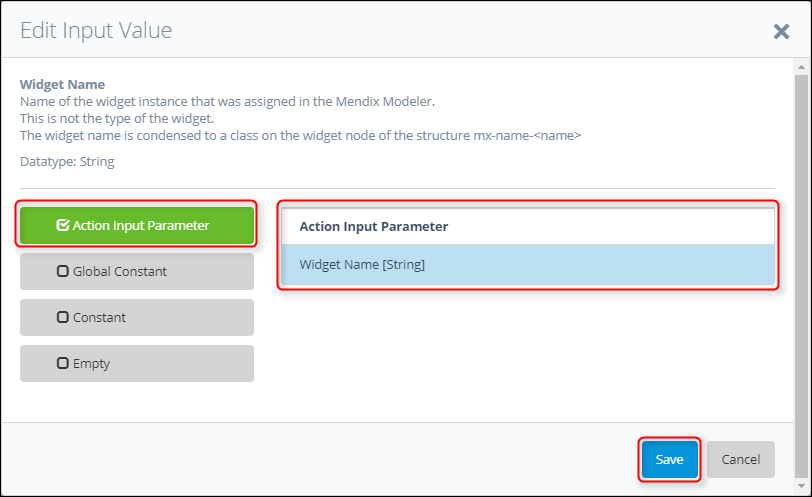 Edit Input Value
Widget Name
Name of the widget instance that was assigned in the Mendix Modeler.
This is not the type of the widget.
The widget name is condensed to a class on the widget node of the structure mx-name-<name>
Datatype: String
Action Input Parameter
Global Constant
Constant
Empty
Action Input Parameter
Widget Name [String]
Save
Cancel